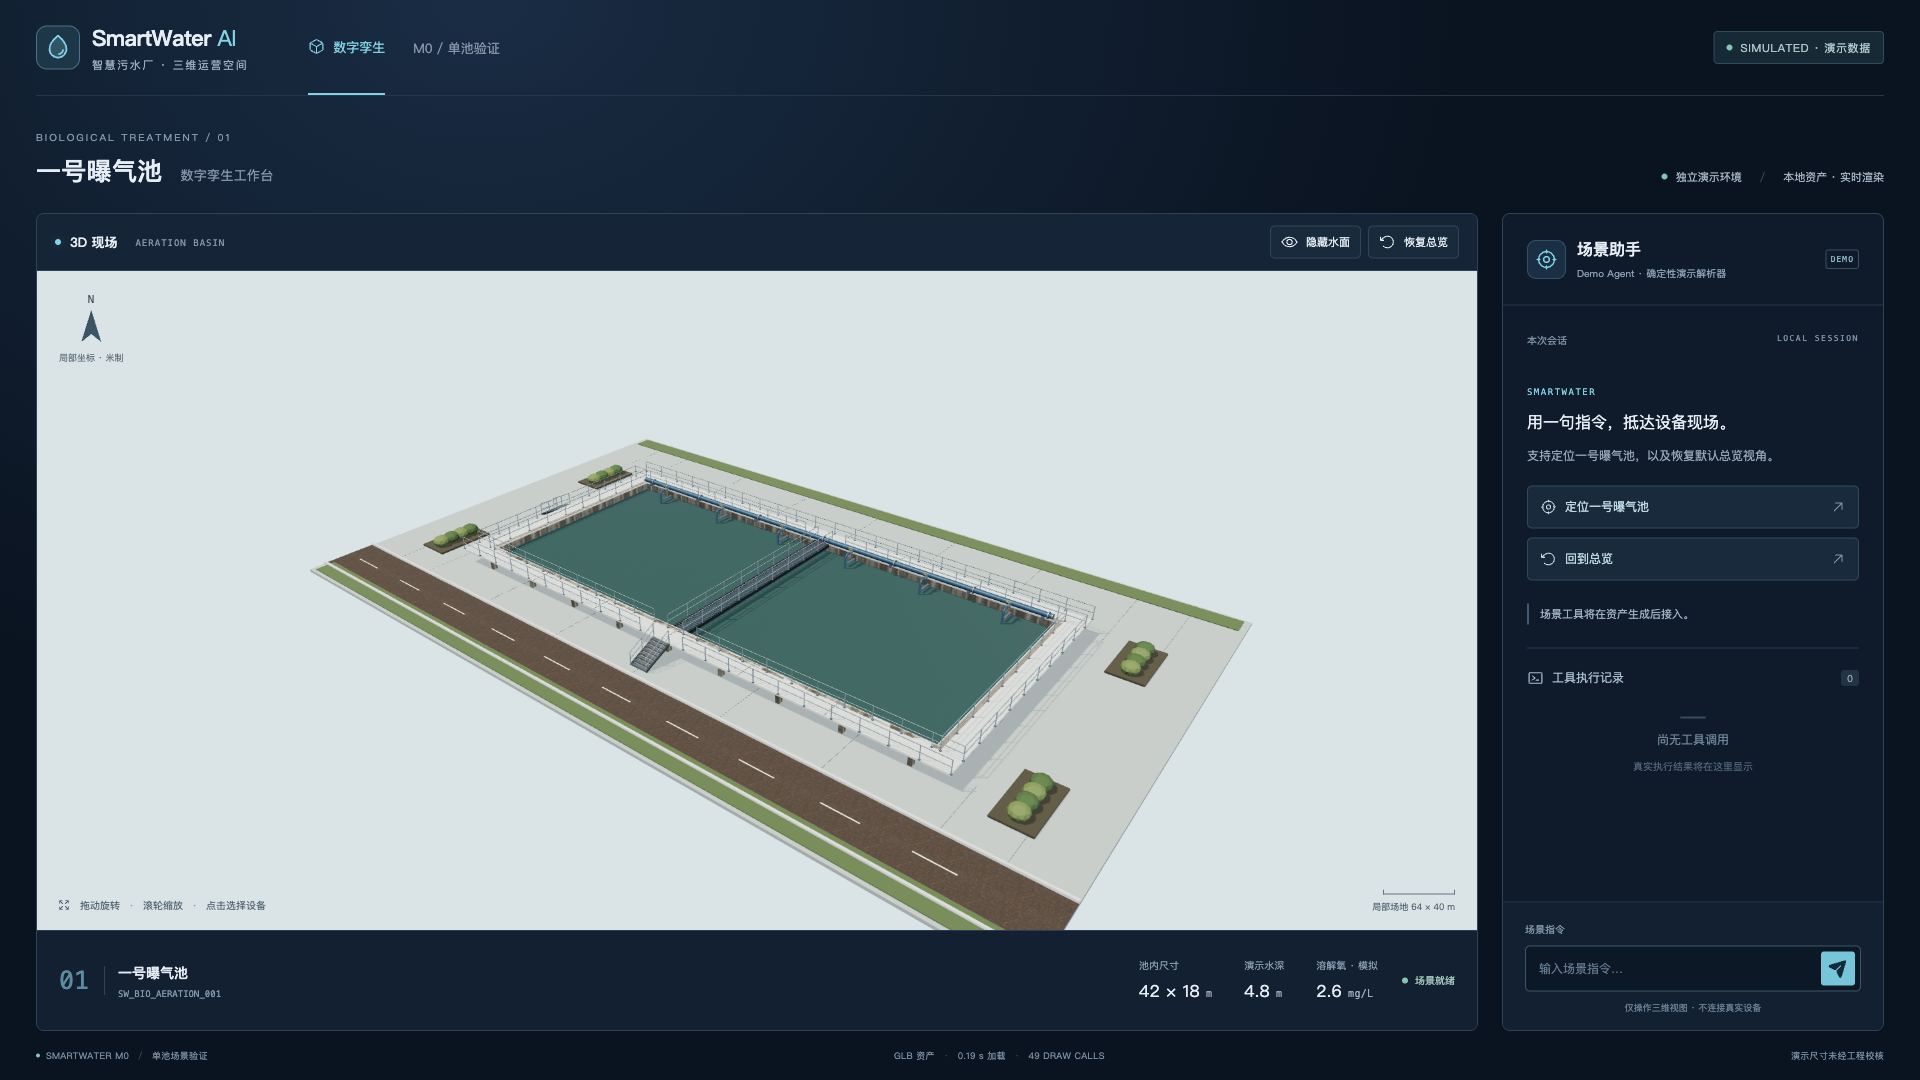 SmartWater AI
智慧污水厂 · 三维运营空间
数字孪生
M0 / 单池验证
SIMULATED · 演示数据
BIOLOGICAL TREATMENT / 01
一号曝气池
数字孪生工作台
独立演示环境 / 本地资产 · 实时渲染
3D 现场
AERATION BASIN
隐藏水面
恢复总览
N
局部坐标 · 米制
拖动旋转 · 滚轮缩放 · 点击选择设备
局部场地 64 × 40 m
01
一号曝气池
SW_BIO_AERATION_001
池内尺寸
42 × 18 m
演示水深
4.8 m
溶解氧 · 模拟
2.6 mg/L
场景就绪
场景助手
Demo Agent · 确定性演示解析器
DEMO
本次会话
LOCAL SESSION
SMARTWATER
用一句指令，抵达设备现场。
支持定位一号曝气池，以及恢复默认总览视角。
定位一号曝气池
回到总览
场景工具将在资产生成后接入。
工具执行记录
0
尚无工具调用
真实执行结果将在这里显示
场景指令
输入场景指令...
仅操作三维视图 · 不连接真实设备
SMARTWATER M0 / 单池场景验证
GLB 资产 · 0.19 s 加载 · 49 DRAW CALLS
演示尺寸未经工程校核